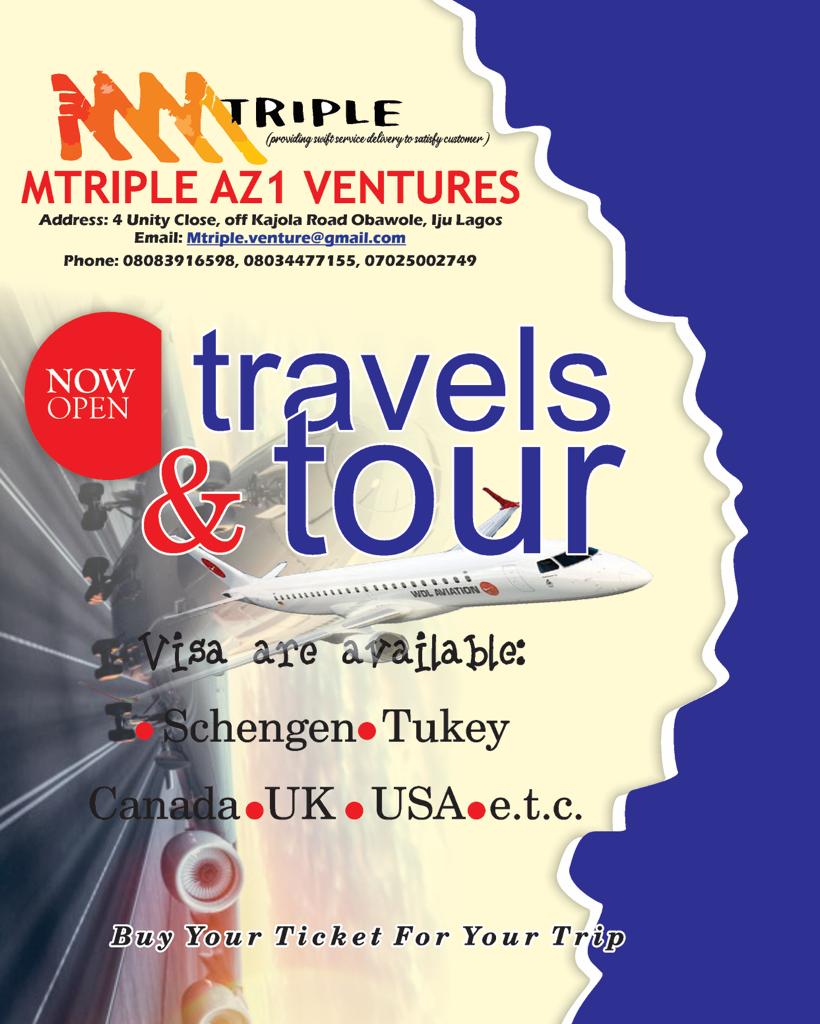 MTRIPLE
(providing swift service delivery to satisfy customer)
MTRIPLE AZ1 VENTURES
Address: 4 Unity Close, off Kajola Road Obawole, Iju Lagos
Email: Mtriple.venture@gmail.com
Phone: 08083916598, 08034477155, 07025002749
NOW
OPEN
travels
& tour
WDL AVIATION
Visa are available:
• Schengen • Tukey
Canada • UK • USA • e.t.c.
Buy Your Ticket For Your Trip